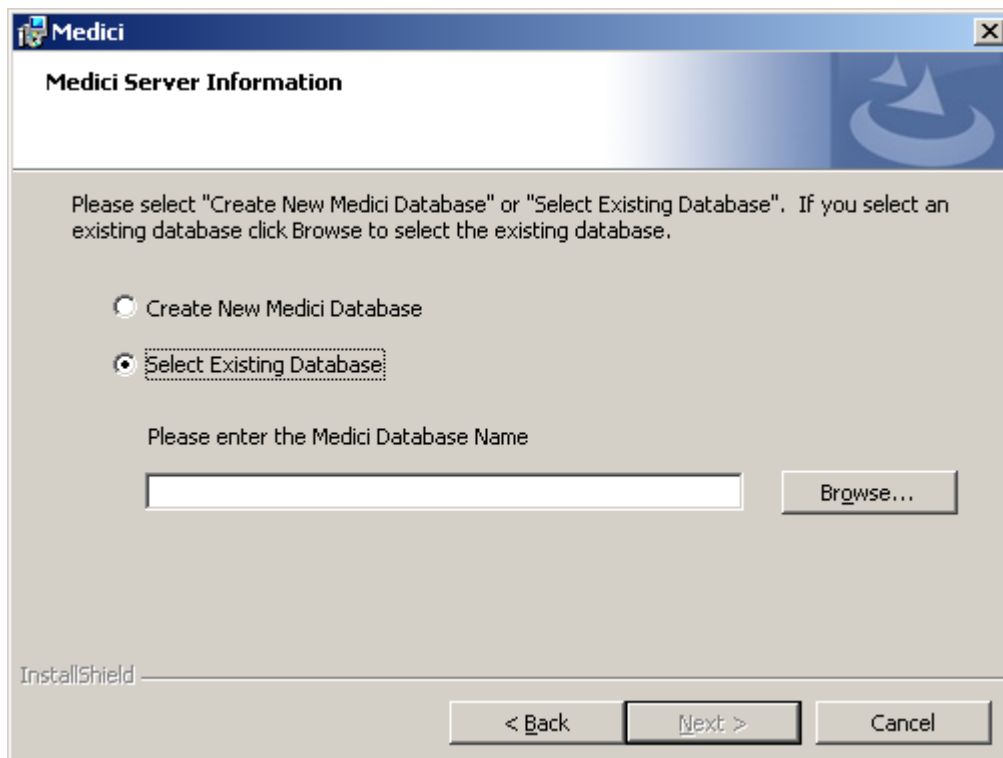 Medici
Medici Server Information
Please select "Create New Medici Database" or "Select Existing Database".  If you select an
existing database click Browse to select the existing database.
Create New Medici Database
Select Existing Database
Please enter the Medici Database Name
Browse...
InstallShield
< Back
Next >
Cancel